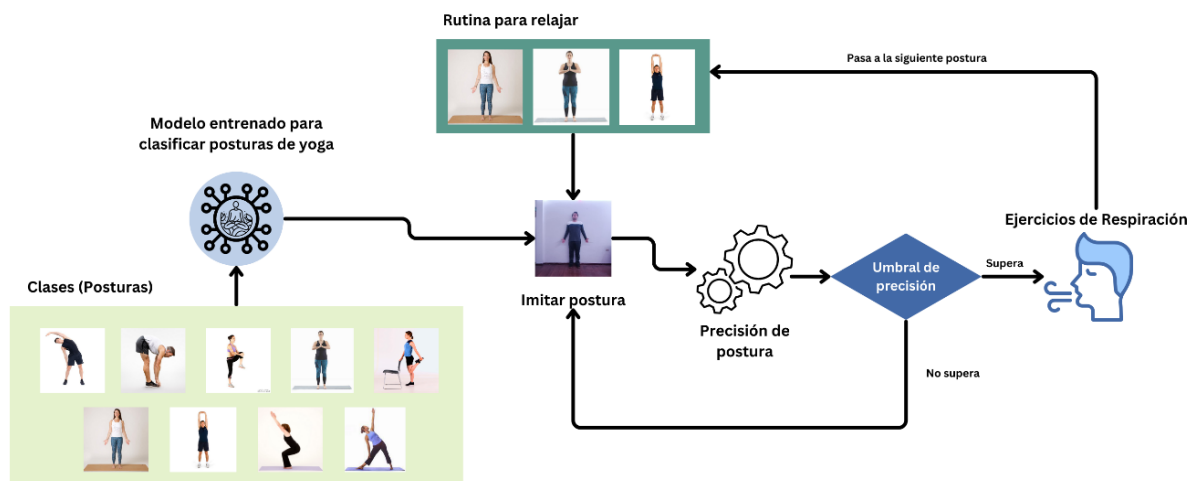 Rutina para relajar
Pasa a la siguiente postura
Modelo entrenado para
clasificar posturas de yoga
Ejercicios de Respiración
Umbral de
precisión
Supera
Clases (Posturas)
Imitar postura
Precisión de
postura
No supera